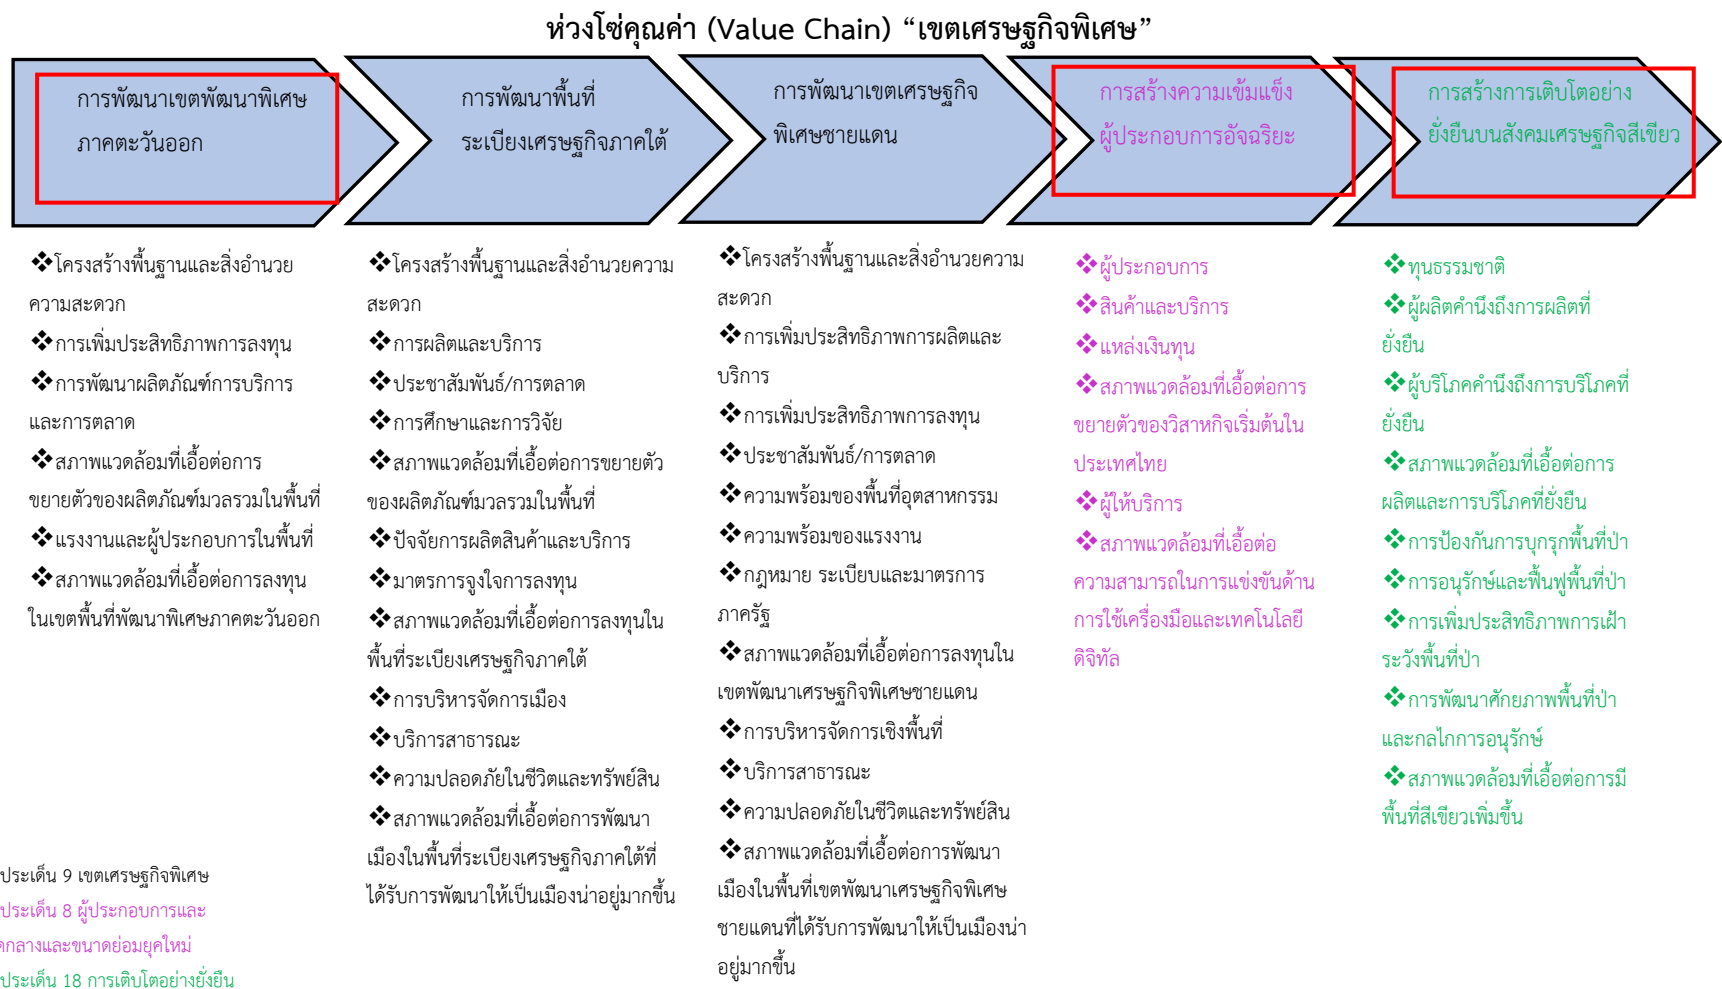 ห่วงโซ่คุณค่า (Value Chain) “เขตเศรษฐกิจพิเศษ”
การพัฒนาเขตพัฒนาพิเศษ
ภาคตะวันออก
การพัฒนาพื้นที่
ระเบียงเศรษฐกิจภาคใต้
การพัฒนาเขตเศรษฐกิจ
พิเศษชายแดน
การสร้างความเข้มแข็ง
ผู้ประกอบการอัจฉริยะ
การสร้างการเติบโตอย่าง
ยั่งยืนบนสังคมเศรษฐกิจสีเขียว
❖โครงสร้างพื้นฐานและสิ่งอำนวย
ความสะดวก
❖การเพิ่มประสิทธิภาพการลงทุน
❖การพัฒนาผลิตภัณฑ์การบริการ
และการตลาด
❖สภาพแวดล้อมที่เอื้อต่อการ
ขยายตัวของผลิตภัณฑ์มวลรวมในพื้นที่
❖แรงงานและผู้ประกอบการในพื้นที่
❖สภาพแวดล้อมที่เอื้อต่อการลงทุน
ในเขตพื้นที่พัฒนาพิเศษภาคตะวันออก
❖โครงสร้างพื้นฐานและสิ่งอำนวยความ
สะดวก
❖การผลิตและบริการ
❖ประชาสัมพันธ์/การตลาด
❖การศึกษาและการวิจัย
❖สภาพแวดล้อมที่เอื้อต่อการขยายตัว
ของผลิตภัณฑ์มวลรวมในพื้นที่
❖ปัจจัยการผลิตสินค้าและบริการ
❖มาตรการจูงใจการลงทุน
❖สภาพแวดล้อมที่เอื้อต่อการลงทุนใน
พื้นที่ระเบียงเศรษฐกิจภาคใต้
❖การบริหารจัดการเมือง
❖บริการสาธารณะ
❖ความปลอดภัยในชีวิตและทรัพย์สิน
❖สภาพแวดล้อมที่เอื้อต่อการพัฒนา
เมืองในพื้นที่ระเบียงเศรษฐกิจภาคใต้ที่
ได้รับการพัฒนาให้เป็นเมืองน่าอยู่มากขึ้น
❖โครงสร้างพื้นฐานและสิ่งอำนวยความ
สะดวก
❖การเพิ่มประสิทธิภาพการผลิตและ
บริการ
❖การเพิ่มประสิทธิภาพการลงทุน
❖ประชาสัมพันธ์/การตลาด
❖ความพร้อมของพื้นที่อุตสาหกรรม
❖ความพร้อมของแรงงาน
❖กฎหมาย ระเบียบและมาตรการ
ภาครัฐ
❖สภาพแวดล้อมที่เอื้อต่อการลงทุนใน
เขตพัฒนาเศรษฐกิจพิเศษชายแดน
❖การบริหารจัดการเชิงพื้นที่
❖บริการสาธารณะ
❖ความปลอดภัยในชีวิตและทรัพย์สิน
❖สภาพแวดล้อมที่เอื้อต่อการพัฒนา
เมืองในพื้นที่เขตพัฒนาเศรษฐกิจพิเศษ
ชายแดนที่ได้รับการพัฒนาให้เป็นเมืองน่า
อยู่มากขึ้น
❖ผู้ประกอบการ
❖สินค้าและบริการ
❖แหล่งเงินทุน
❖สภาพแวดล้อมที่เอื้อต่อการ
ขยายตัวของวิสาหกิจเริ่มต้นใน
ประเทศไทย
❖ผู้ให้บริการ
❖สภาพแวดล้อมที่เอื้อต่อ
ความสามารถในการแข่งขันด้าน
การใช้เครื่องมือและเทคโนโลยี
ดิจิทัล
❖ทุนธรรมชาติ
❖ผู้ผลิตคำนึงถึงการผลิตที่
ยั่งยืน
❖ผู้บริโภคคำนึงถึงการบริโภคที่
ยั่งยืน
❖สภาพแวดล้อมที่เอื้อต่อการ
ผลิตและการบริโภคที่ยั่งยืน
❖การป้องกันการบุกรุกพื้นที่ป่า
❖การอนุรักษ์และฟื้นฟูพื้นที่ป่า
❖การเพิ่มประสิทธิภาพการเฝ้า
ระวังพื้นที่ป่า
❖การพัฒนาศักยภาพพื้นที่ป่า
และกลไกการอนุรักษ์
❖สภาพแวดล้อมที่เอื้อต่อการมี
พื้นที่สีเขียวเพิ่มขึ้น
ประเด็น 9 เขตเศรษฐกิจพิเศษ
ประเด็น 8 ผู้ประกอบการและ
กลางและขนาดย่อมยุคใหม่
ประเด็น 18 การเติบโตอย่างยั่งยืน